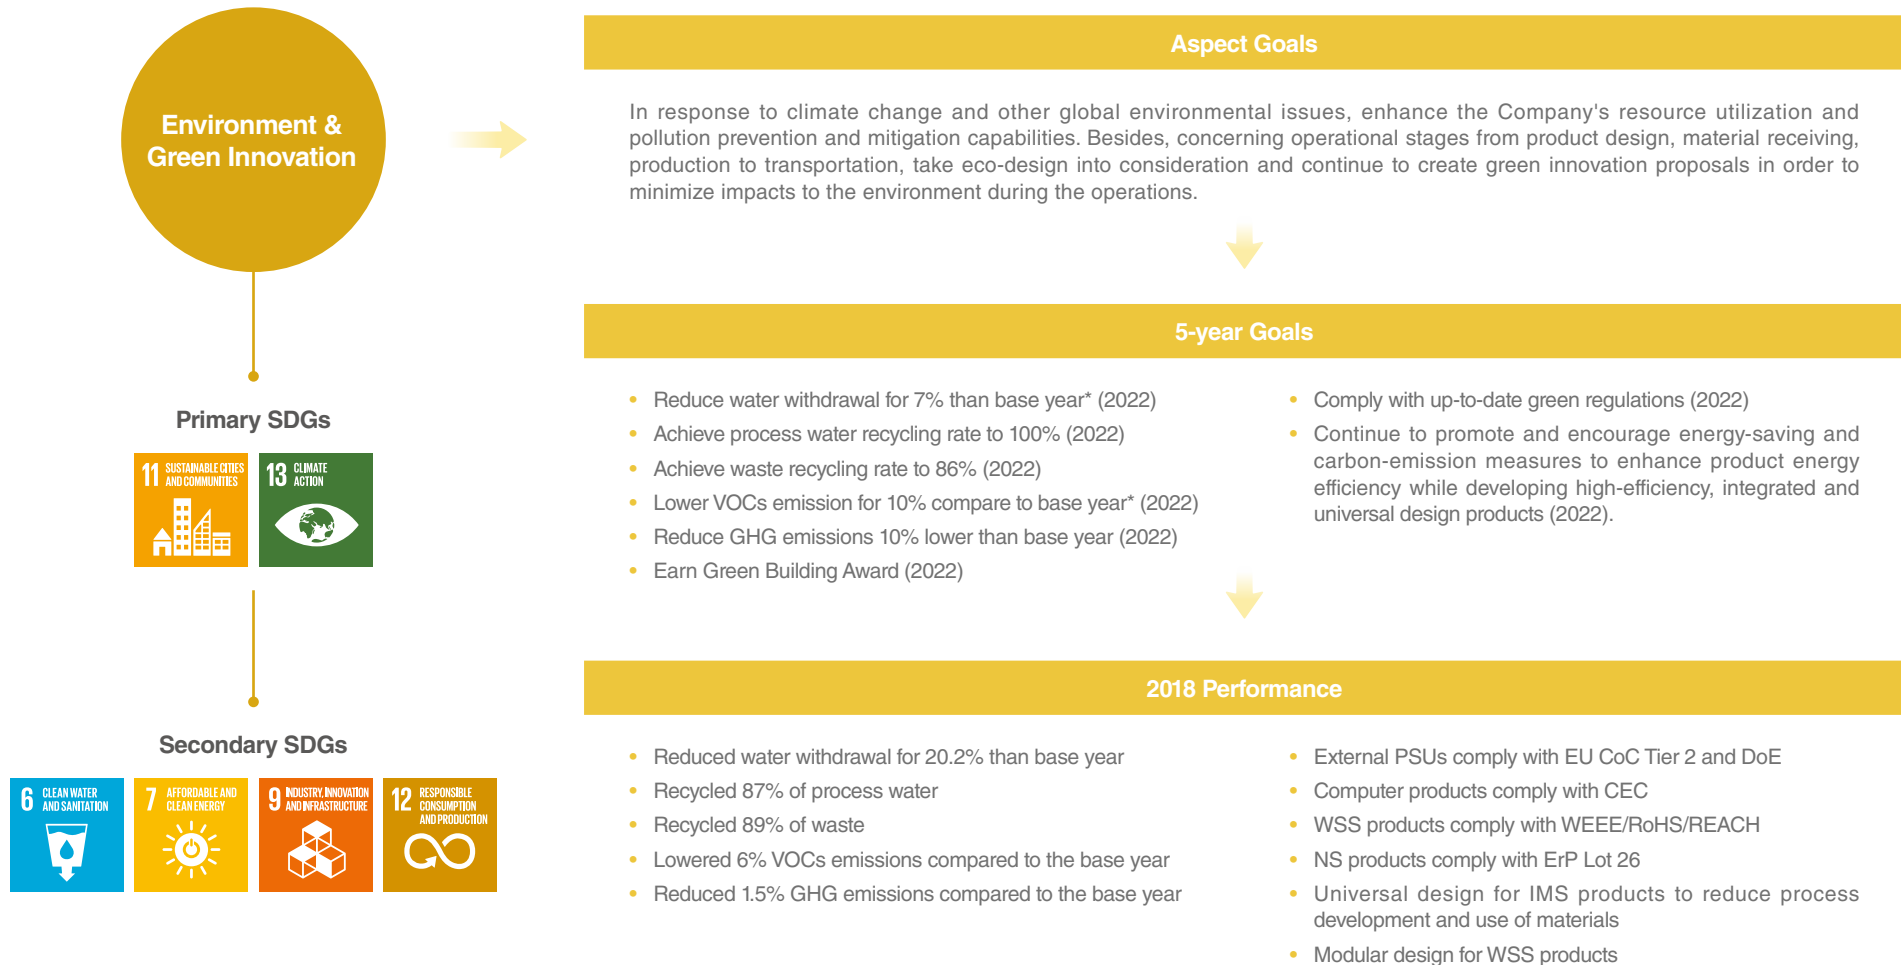 Environment &
Green Innovation
Primary SDGs
11 SUSTAINABLE CITIES
AND COMMUNITIES
13 CLIMATE
ACTION
Secondary SDGs
6 CLEAN WATER
AND SANITATION
7 AFFORDABLE AND
CLEAN ENERGY
9 INDUSTRY, INNOVATION
AND INFRASTRUCTURE
12 RESPONSIBLE
CONSUMPTION
AND PRODUCTION
Aspect Goals
In response to climate change and other global environmental issues, enhance the Company's resource utilization and
pollution prevention and mitigation capabilities. Besides, concerning operational stages from product design, material receiving,
production to transportation, take eco-design into consideration and continue to create green innovation proposals in order to
minimize impacts to the environment during the operations.
5-year Goals
• Reduce water withdrawal for 7% than base year* (2022)
• Achieve process water recycling rate to 100% (2022)
• Achieve waste recycling rate to 86% (2022)
• Lower VOCs emission for 10% compare to base year* (2022)
• Reduce GHG emissions 10% lower than base year (2022)
• Earn Green Building Award (2022)
• Comply with up-to-date green regulations (2022)
• Continue to promote and encourage energy-saving and
carbon-emission measures to enhance product energy
efficiency while developing high-efficiency, integrated and
universal design products (2022).
2018 Performance
• Reduced water withdrawal for 20.2% than base year
• Recycled 87% of process water
• Recycled 89% of waste
• Lowered 6% VOCs emissions compared to the base year
• Reduced 1.5% GHG emissions compared to the base year
• External PSUs comply with EU CoC Tier 2 and DoE
• Computer products comply with CEC
• WSS products comply with WEEE/RoHS/REACH
• NS products comply with ErP Lot 26
• Universal design for IMS products to reduce process
development and use of materials
• Modular design for WSS products